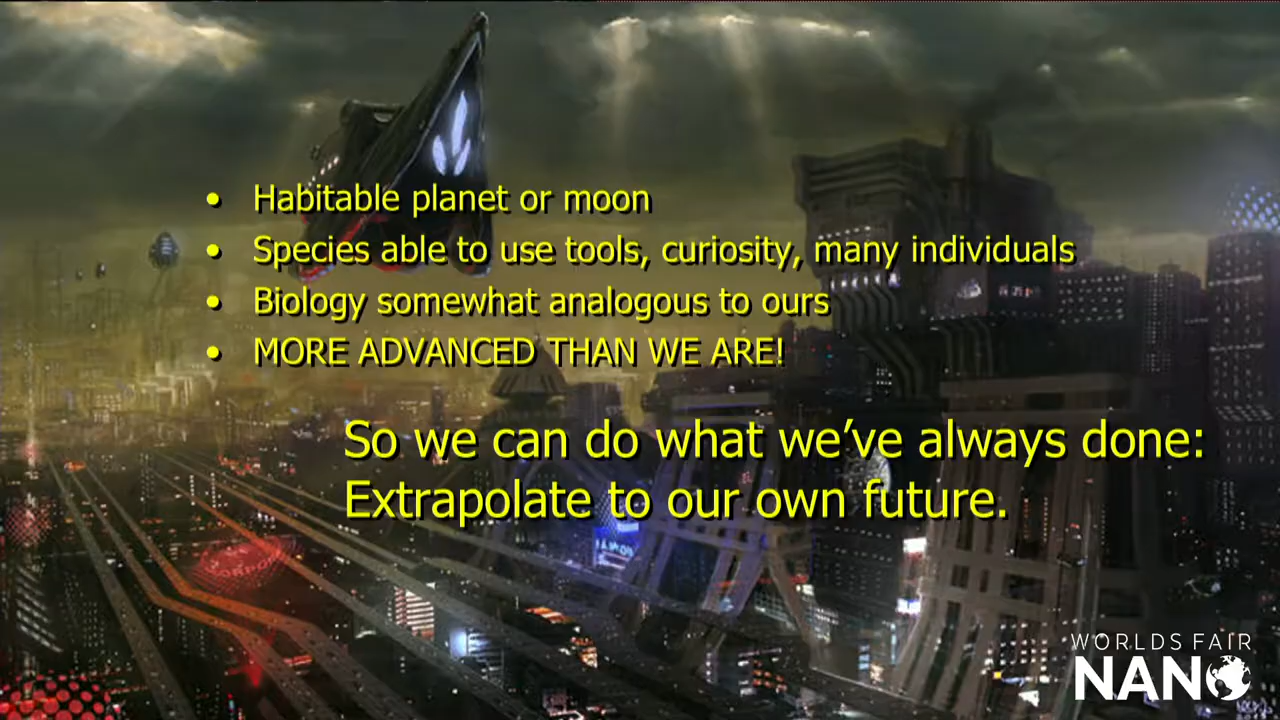 • Habitable planet or moon
• Species able to use tools, curiosity, many individuals
• Biology somewhat analogous to ours
• MORE ADVANCED THAN WE ARE!
So we can do what we’ve always done:
Extrapolate to our own future.
WORLDS FAIR
NANO